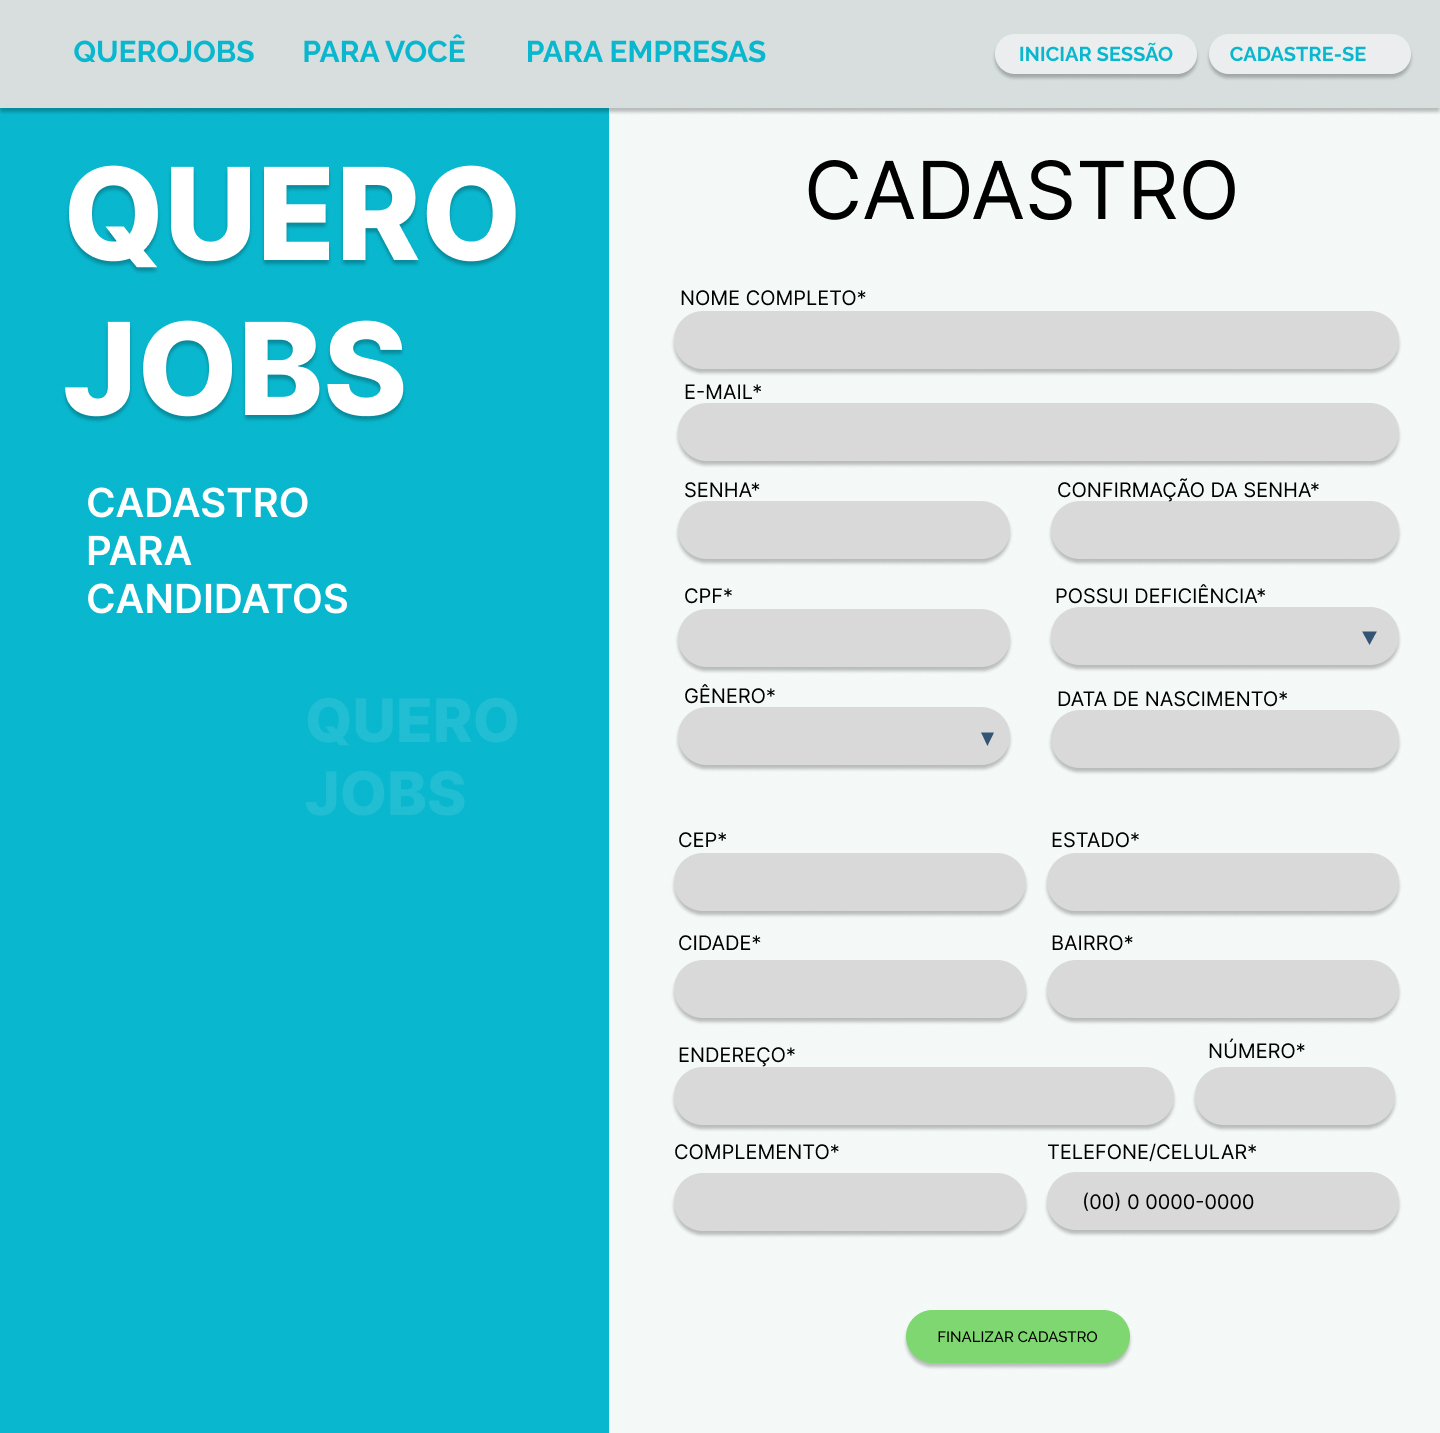 QUEROJOBS PARA VOCÊ PARA EMPRESAS INICIAR SESSÃO CADASTRE-SE
QUERO
JOBS
CADASTRO
PARA
CANDIDATOS
QUERO
JOBS
CADASTRO
NOME COMPLETO*
E-MAIL*
SENHA* CONFIRMAÇÃO DA SENHA*
CPF* POSSUI DEFICIÊNCIA*
▼
GÊNERO* DATA DE NASCIMENTO*
▼
CEP* ESTADO*
CIDADE* BAIRRO*
ENDEREÇO* NÚMERO*
COMPLEMENTO* TELEFONE/CELULAR*
(00) 0 0000-0000
FINALIZAR CADASTRO